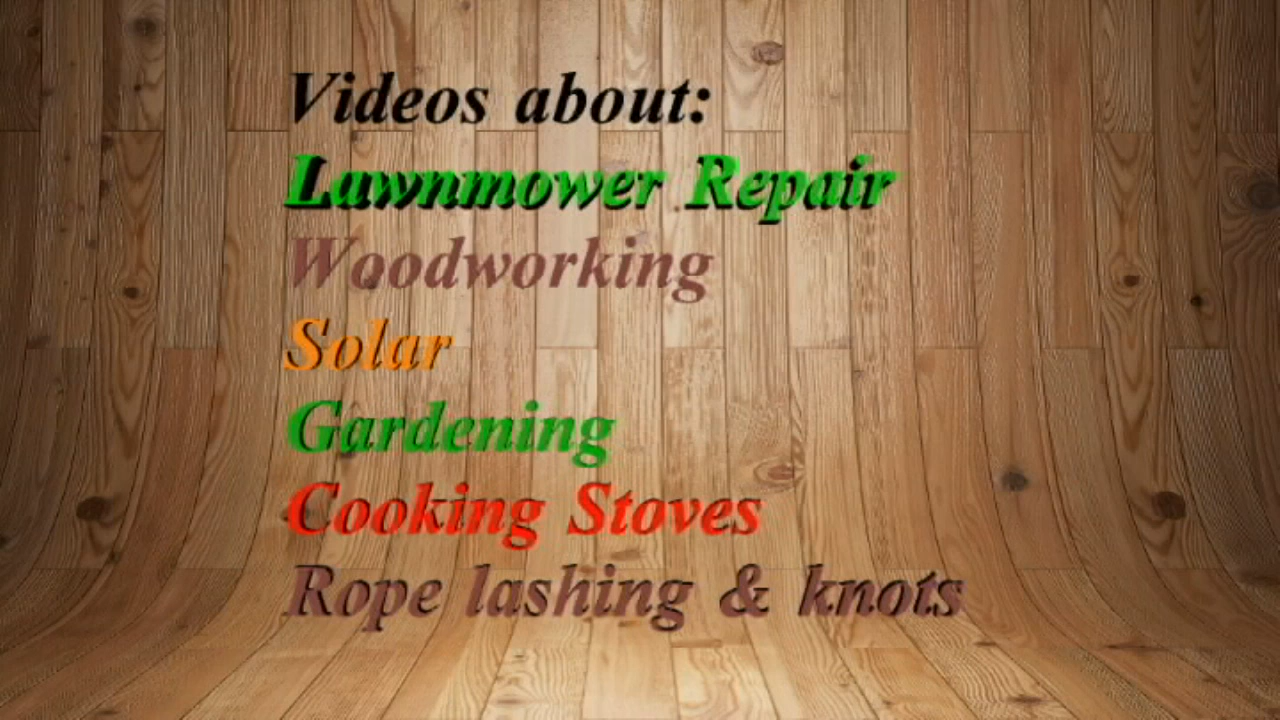 Videos about:
Lawnmower Repair
Woodworking
Solar
Gardening
Cooking Stoves
Rope lashing & knots